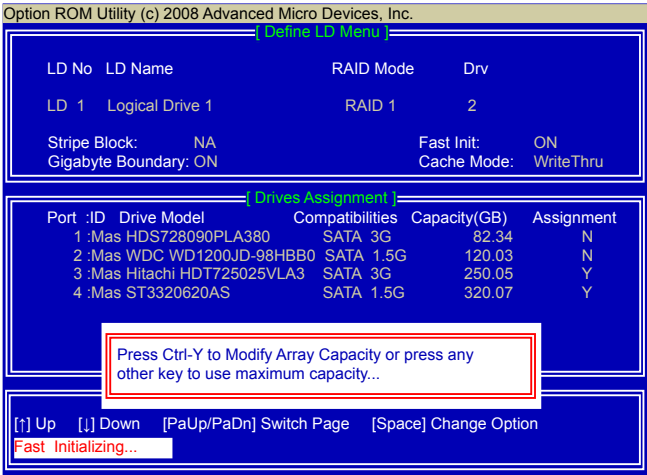 Option ROM Utility (c) 2008 Advanced Micro Devices, Inc.
[ Define LD Menu ]
LD No LD Name RAID Mode Drv
LD 1 Logical Drive 1 RAID 1 2
Stripe Block: NA Fast Init: ON
Gigabyte Boundary: ON Cache Mode: WriteThru
[ Drives Assignment ]
Port :ID Drive Model Compatibilities Capacity(GB) Assignment
1 :Mas HDS728090PLA380 SATA 3G 82.34 N
2 :Mas WDC WD1200JD-98HBB0 SATA 1.5G 120.03 N
3 :Mas Hitachi HDT725025VLA3 SATA 3G 250.05 Y
4 :Mas ST3320620AS SATA 1.5G 320.07 Y
Press Ctrl-Y to Modify Array Capacity or press any
other key to use maximum capacity...
[↑] Up [↓] Down [PaUp/PaDn] Switch Page [Space] Change Option
Fast Initializing...